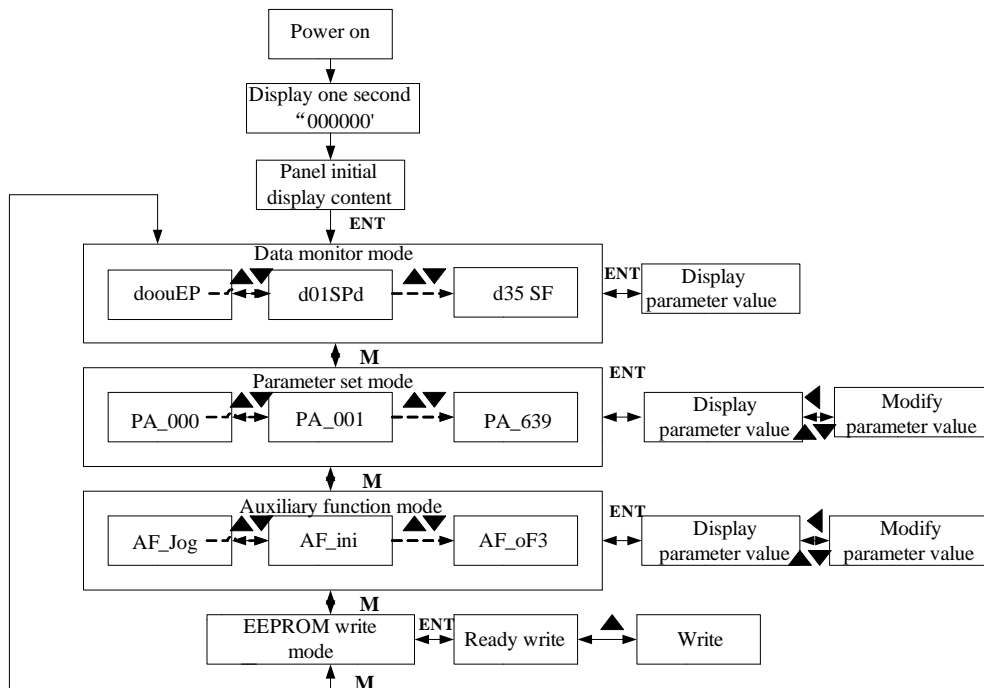 Power on
Display one second
“000000'
Panel initial
display content
ENT
Data monitor mode
doouEP
d01SPd
d35 SF
ENT
Display
parameter value
M
Parameter set mode
PA_000
PA_001
PA_639
ENT
Display
parameter value
Modify
parameter value
M
Auxiliary function mode
AF_Jog
AF_ini
AF_oF3
ENT
Display
parameter value
Modify
parameter value
M
EEPROM write
mode
ENT
Ready write
Write
M